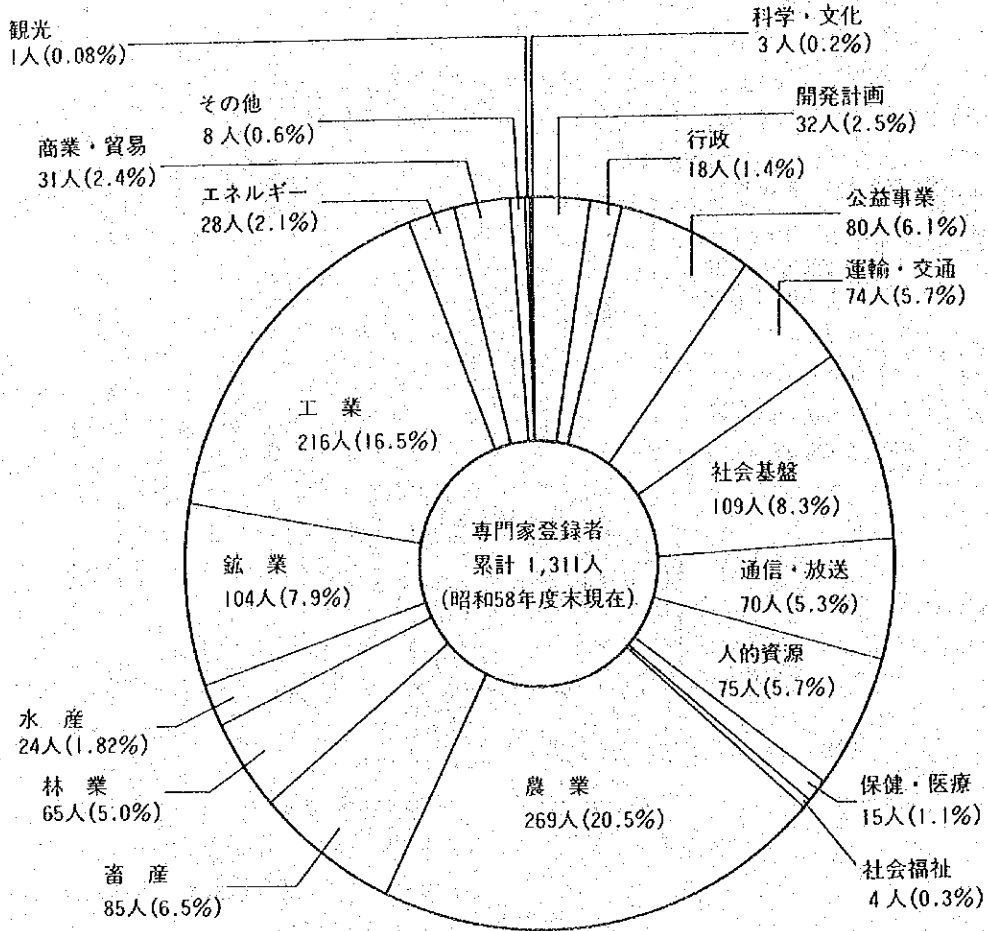 観光
1人(0.08%)
科学・文化
3人(0.2%)
その他
8人(0.6%)
開発計画
32人(2.5%)
商業・貿易
31人(2.4%)
行政
18人(1.4%)
エネルギー
28人(2.1%)
公益事業
80人(6.1%)
運輸・交通
74人(5.7%)
工業
216人(16.5%)
社会基盤
109人(8.3%)
専門家登録者
累計 1,311人
(昭和58年度末現在)
鉱業
104人(7.9%)
通信・放送
70人(5.3%)
人的資源
75人(5.7%)
水産
24人(1.82%)
林業
65人(5.0%)
農業
269人(20.5%)
保健・医療
15人(1.1%)
畜産
85人(6.5%)
社会福祉
4人(0.3%)